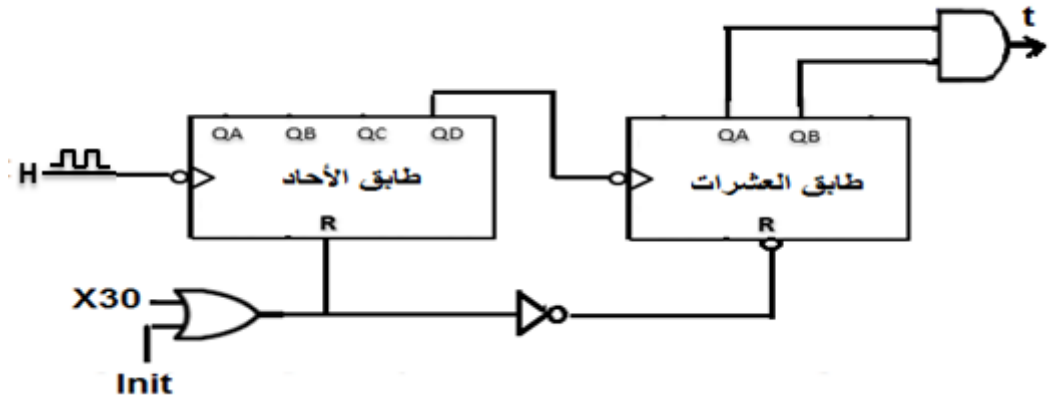 t
QA QB QC QD
QA QB
H
طابق الأحاد
طابق العشرات
R
R
X30
Init